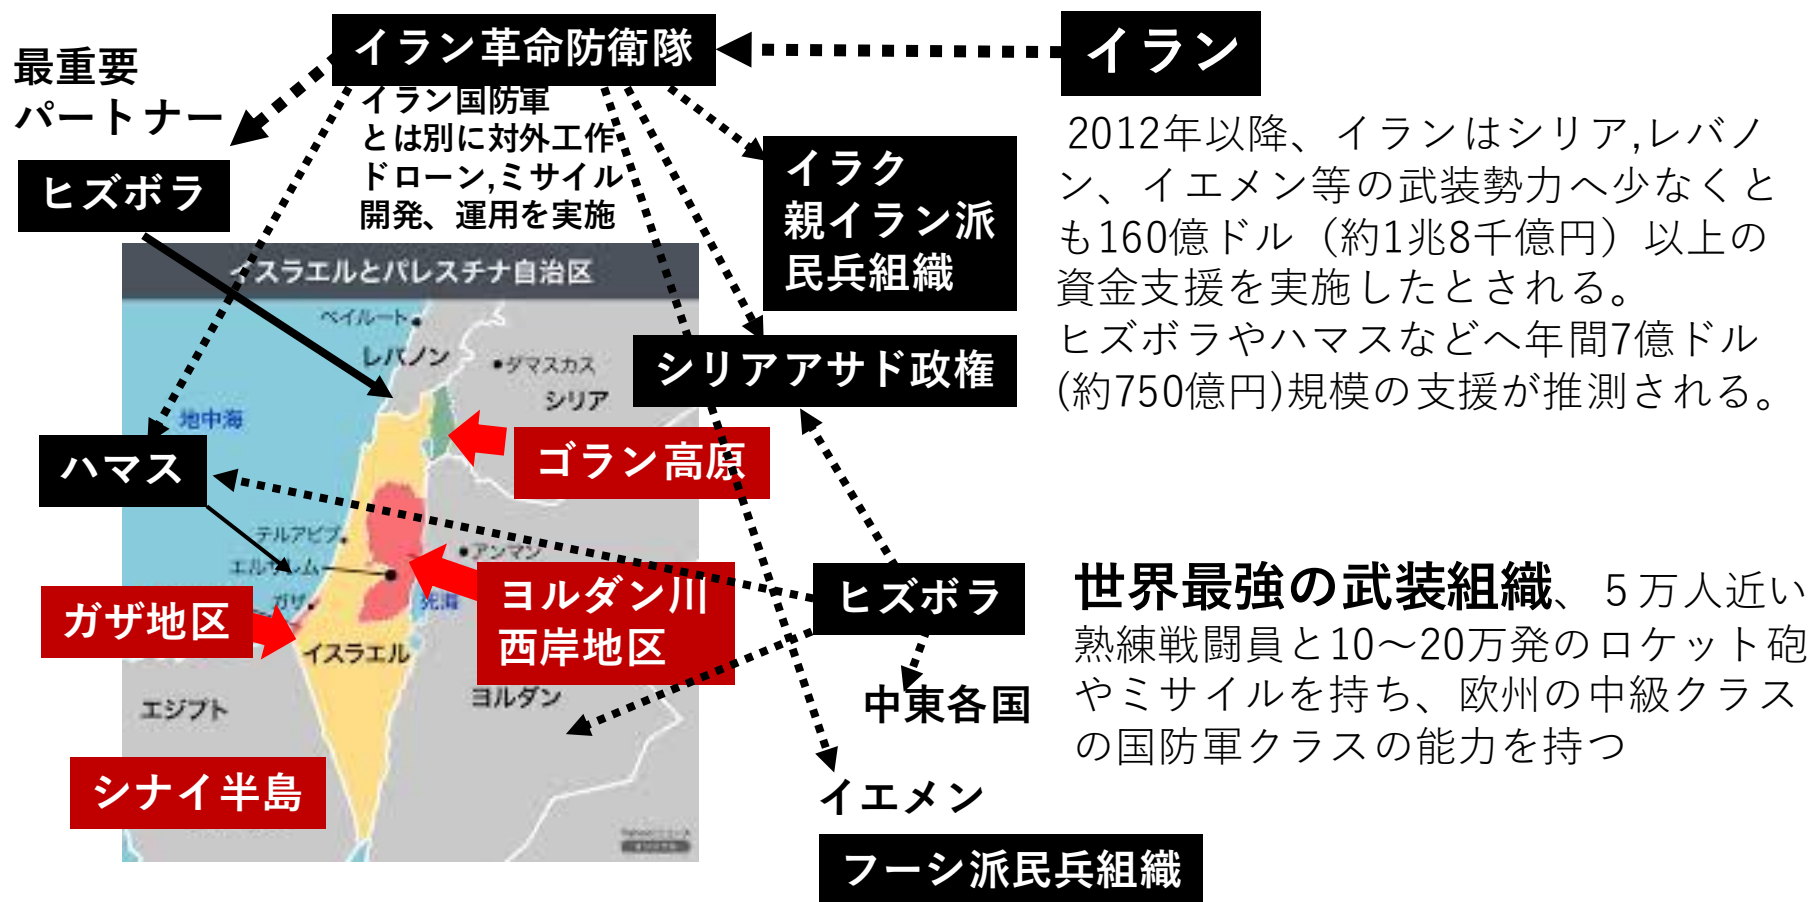 イラン革命防衛隊
イラン
最重要
パートナー
イラン国防軍
とは別に対外工作
ドローン,ミサイル
開発、運用を実施
ヒズボラ
イラク
親イラン派
民兵組織
2012年以降、イランはシリア,レバノ
ン、イエメン等の武装勢力へ少なくと
も160億ドル（約1兆8千億円）以上の
資金支援を実施したとされる。
ヒズボラやハマスなどへ年間7億ドル
(約750億円)規模の支援が推測される。
イスラエルとパレスチナ自治区
ベイルート
レバノン
ダマスカス
シリア
シリアアサド政権
地中海
ハマス
ゴラン高原
テルアビブ
アンマン
エルサレム
ガザ
死海
ガザ地区
ヨルダン川
西岸地区
イスラエル
エジプト
ヨルダン
シナイ半島
ヒズボラ
中東各国
イエメン
フーシ派民兵組織
世界最強の武装組織、５万人近い
熟練戦闘員と10～20万発のロケット砲
やミサイルを持ち、欧州の中級クラス
の国防軍クラスの能力を持つ